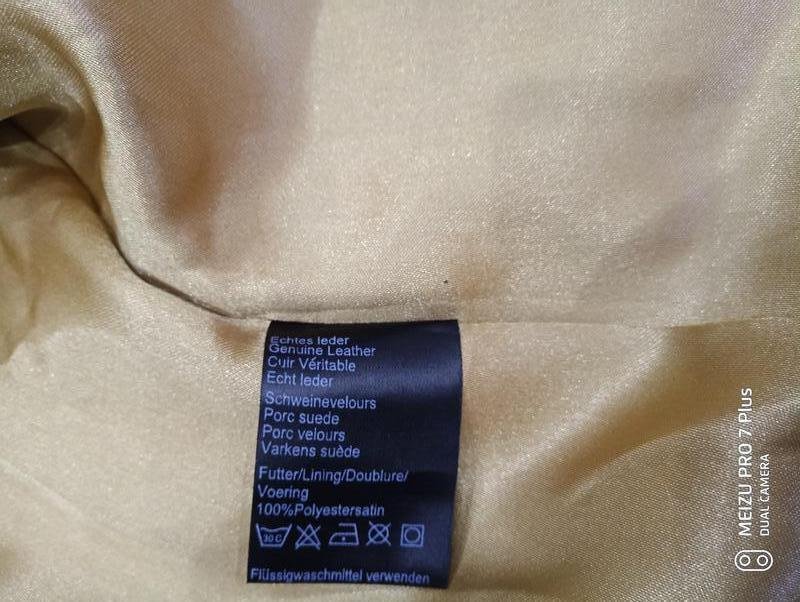 Echtes leder
Genuine Leather
Cuir Véritable
Echt leder
Schweinevelours
Porc suede
Porc velours
Varkens suède
Futter/Lining/Doublure/
Voering
100%Polyestersatin
30 C
Flüssigwaschmittel verwenden
MEIZU PRO 7 Plus
DUAL CAMERA